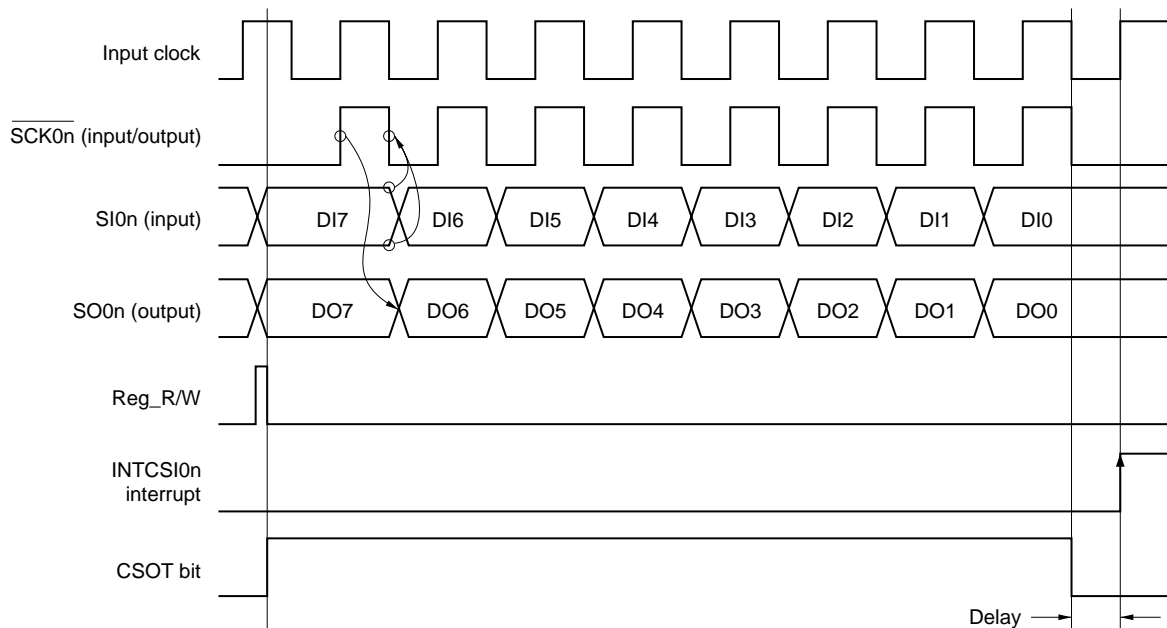 Input clock
SCK0n (input/output)
SI0n (input)
DI7 DI6 DI5 DI4 DI3 DI2 DI1 DI0
SO0n (output)
DO7 DO6 DO5 DO4 DO3 DO2 DO1 DO0
Reg_R/W
INTCSI0n
interrupt
CSOT bit
Delay